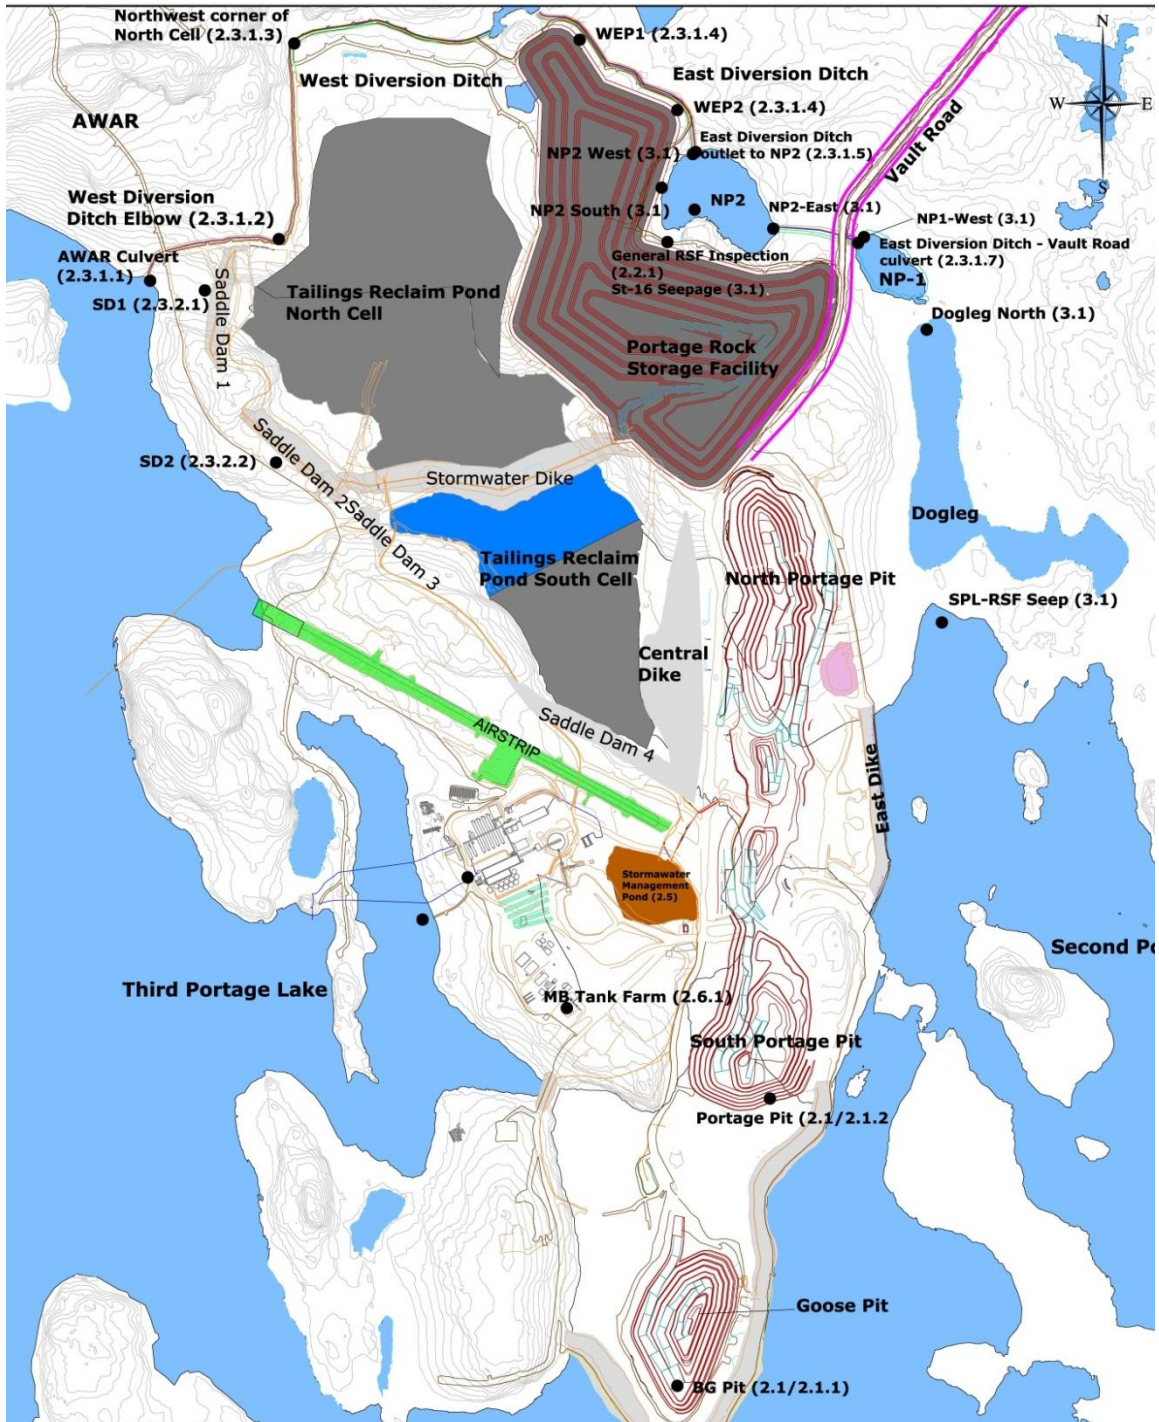 Northwest corner of
North Cell (2.3.1.3)
WEP1 (2.3.1.4)
N
W
E
S
West Diversion Ditch
East Diversion Ditch
AWAR
WEP2 (2.3.1.4)
Vault Road
East Diversion Ditch
outlet to NP2 (2.3.1.5)
NP2 West (3.1)
West Diversion
Ditch Elbow (2.3.1.2)
NP2
NP2 South (3.1)
NP2-East (3.1)
NP1-West (3.1)
East Diversion Ditch - Vault Road
culvert (2.3.1.7)
NP-1
AWAR Culvert
(2.3.1.1)
General RSF Inspection
(2.2.1)
St-16 Seepage (3.1)
SD1 (2.3.2.1)
Saddle Dam 1
Tailings Reclaim Pond
North Cell
Dogleg North (3.1)
Portage Rock
Storage Facility
SD2 (2.3.2.2)
Saddle Dam 2
Stormwater Dike
Saddle Dam 3
Dogleg
Tailings Reclaim
Pond South Cell
North Portage Pit
SPL-RSF Seep (3.1)
Central
Dike
Saddle Dam 4
AIRSTRIP
East Dike
Stormawater
Management
Pond (2.5)
Second Po
Third Portage Lake
MB Tank Farm (2.6.1)
South Portage Pit
Portage Pit (2.1/2.1.2
Goose Pit
BG Pit (2.1/2.1.1)